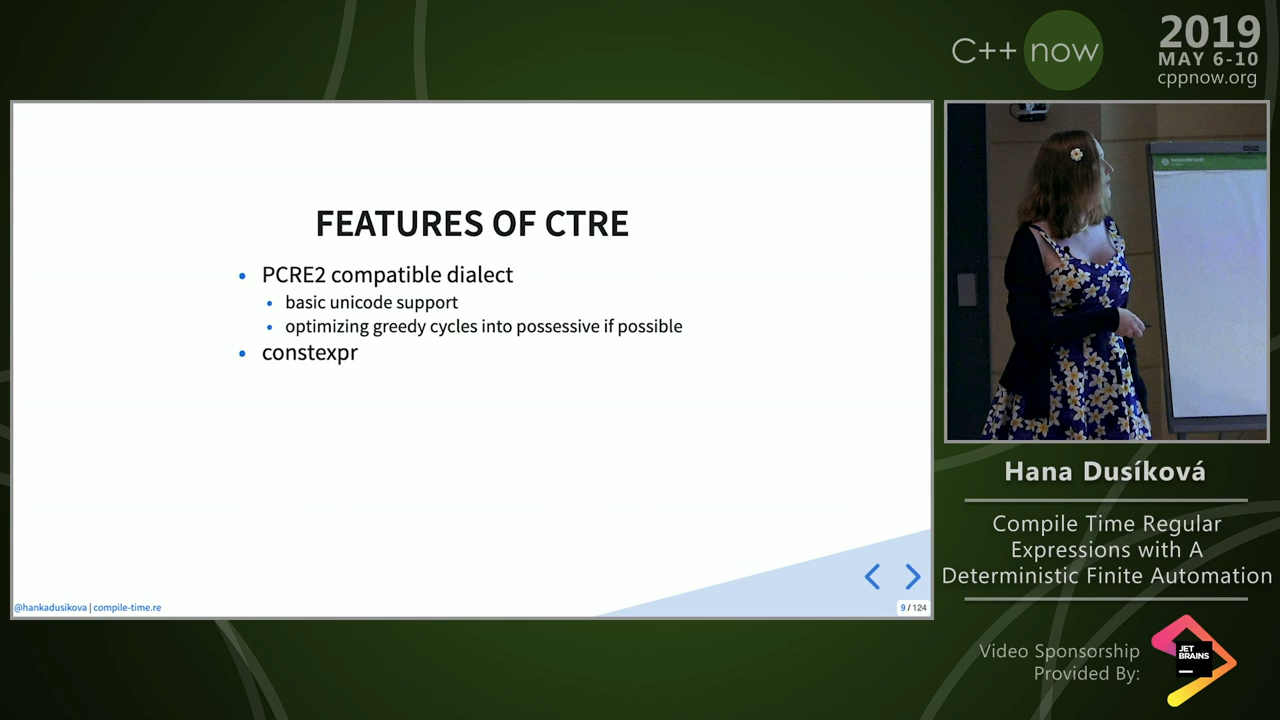 C++ now
2019
MAY 6-10
cppnow.org
FEATURES OF CTRE
• PCRE2 compatible dialect
• basic unicode support
• optimizing greedy cycles into possessive if possible
• constexpr
@hankadusikova | compile-time.re
9 / 124
Hana Dusíková
Compile Time Regular
Expressions with A
Deterministic Finite Automation
Video Sponsorship
Provided By:
JET
BRAINS